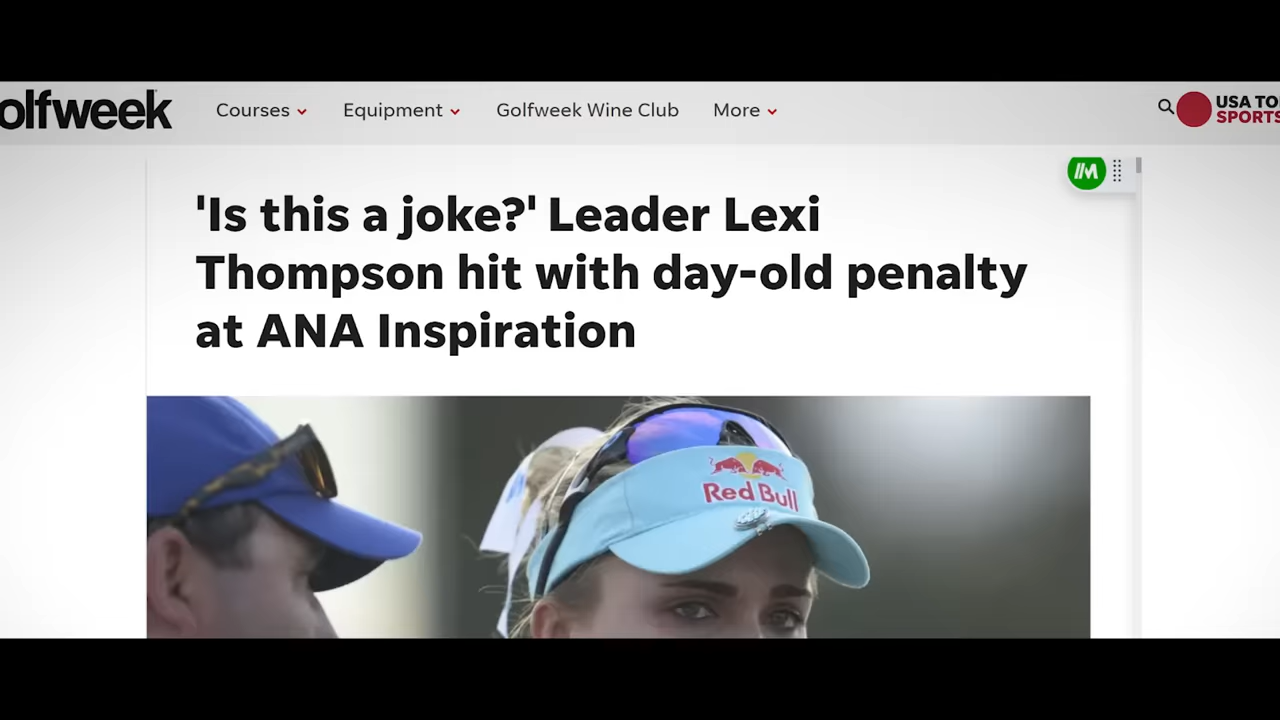 olfweek
Courses
Equipment
Golfweek Wine Club
More
USA TO
SPORTS
'Is this a joke?' Leader Lexi
Thompson hit with day-old penalty
at ANA Inspiration
Red Bull